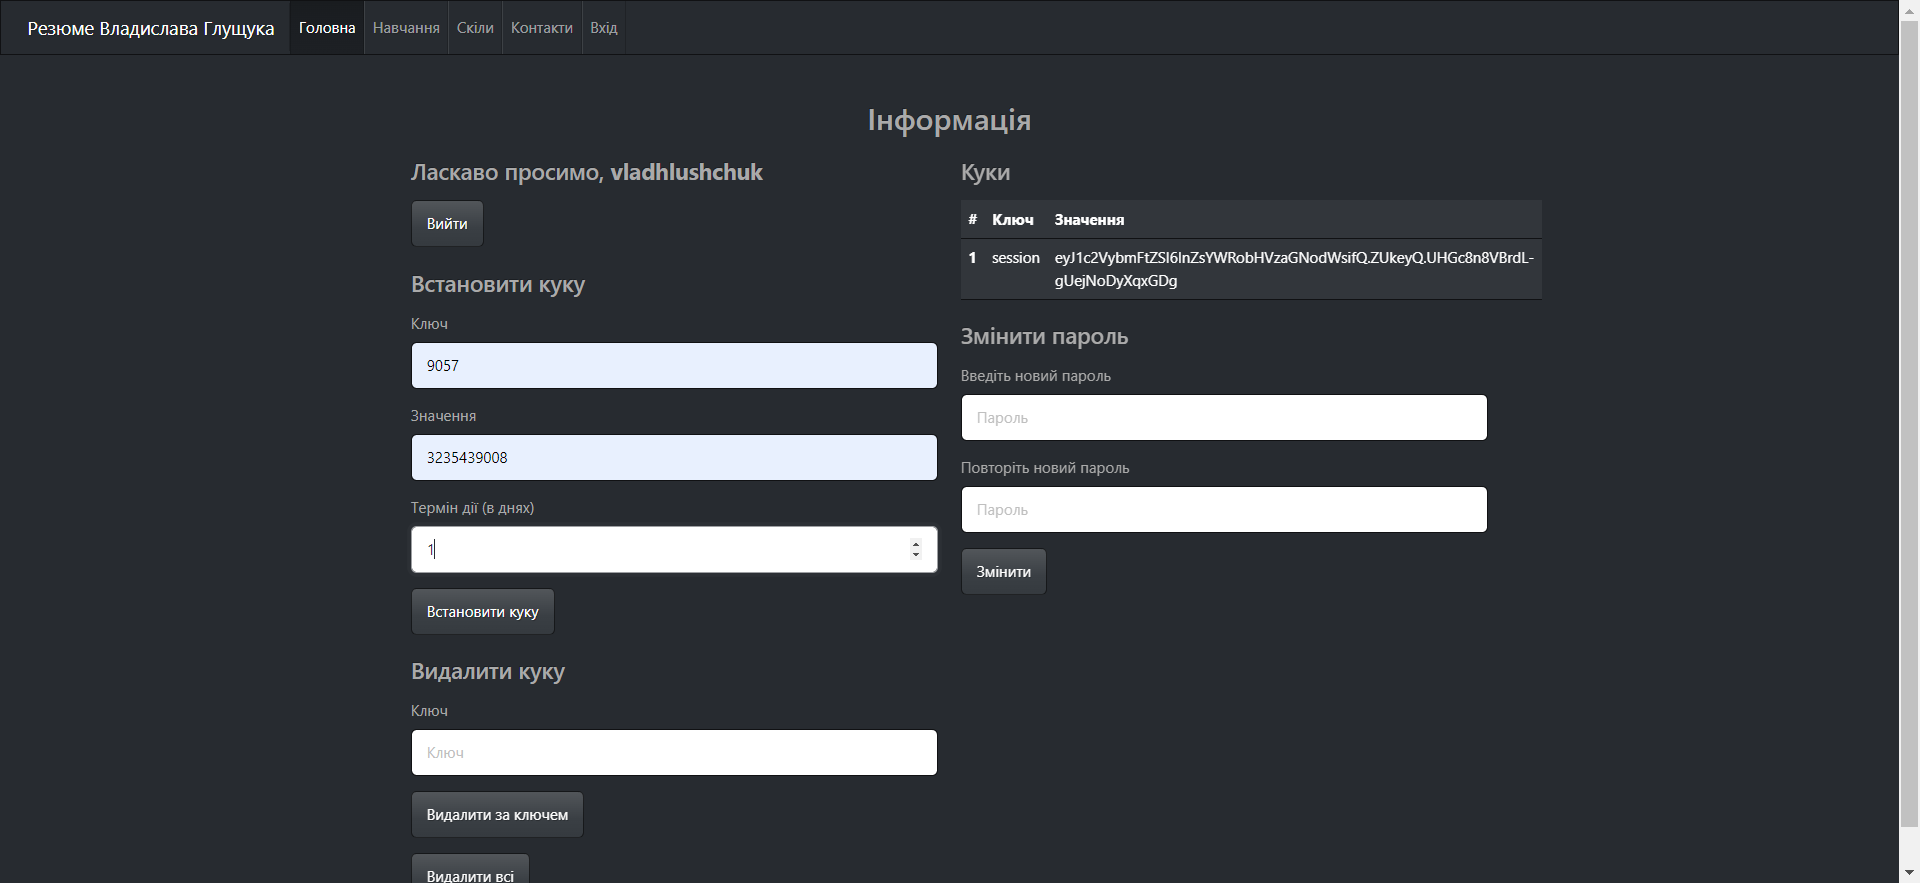 Резюме Владислава Глущука Головна Навчання Скіли Контакти Вхід
Інформація
Ласкаво просимо, vladhlushchuk
Вийти
Встановити куку
Ключ
9057
Значення
3235439008
Термін дії (в днях)
1
Встановити куку
Видалити куку
Ключ
Ключ
Видалити за ключем
Видалити всі
Куки
# Ключ Значення
1 session eyJ1c2VybmFtZSI6InZsYWRobHVzaGNodWsifQ.ZUkeyQ.UHGc8n8VBrdL-
gUejNoDyXqxGDg
Змінити пароль
Введіть новий пароль
Пароль
Повторіть новий пароль
Пароль
Змінити